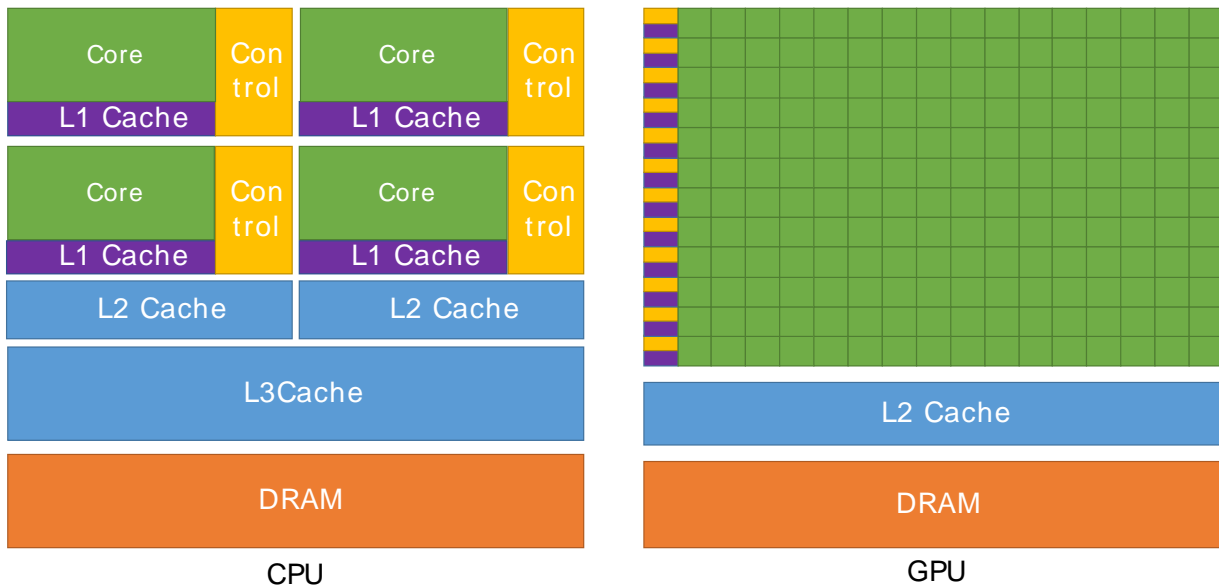 Core
Con
trol
L1 Cache
Core
Con
trol
L1 Cache
Core
Con
trol
L1 Cache
Core
Con
trol
L1 Cache
L2 Cache
L2 Cache
L3Cache
DRAM
CPU
L2 Cache
DRAM
GPU